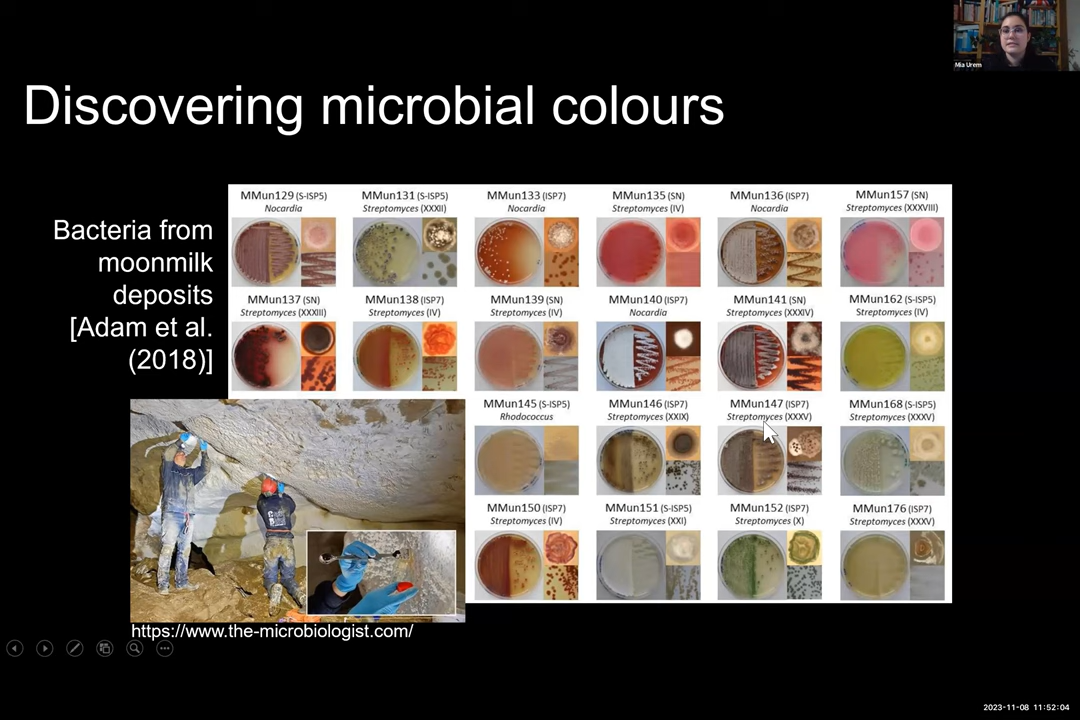 Mia Urem
Discovering microbial colours
Bacteria from
moonmilk
deposits
[Adam et al.
(2018)]
MMun129 (S-ISP5)
Nocardia
MMun131 (S-ISP5)
Streptomyces (XXXII)
MMun133 (ISP7)
Nocardia
MMun135 (SN)
Streptomyces (IV)
MMun136 (ISP7)
Nocardia
MMun157 (SN)
Streptomyces (XXXVIII)
MMun137 (SN)
Streptomyces (XXXIII)
MMun138 (ISP7)
Streptomyces (IV)
MMun139 (SN)
Streptomyces (IV)
MMun140 (ISP7)
Nocardia
MMun141 (SN)
Streptomyces (XXXIV)
MMun162 (S-ISP5)
Streptomyces (IV)
MMun145 (S-ISP5)
Rhodococcus
MMun146 (ISP7)
Streptomyces (XXIX)
MMun147 (ISP7)
Streptomyces (XXXV)
MMun168 (S-ISP5)
Streptomyces (XXXV)
MMun150 (ISP7)
Streptomyces (IV)
MMun151 (S-ISP5)
Streptomyces (XXI)
MMun152 (ISP7)
Streptomyces (X)
MMun176 (ISP7)
Streptomyces (XXXV)
https://www.the-microbiologist.com/
2023-11-08 11:52:04